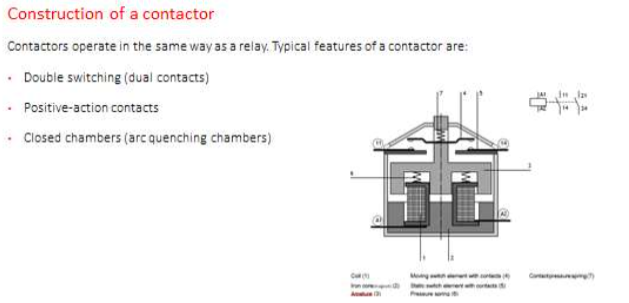 Construction of a contactor
Contactors operate in the same way as a relay. Typical features of a contactor are:
• Double switching (dual contacts)
• Positive-action contacts
• Closed chambers (arc quenching chambers)
7 4 5
A1 11 21
A2 14 24
11 14
3
6
A1 A2
1 2
Coil (1) Moving switch element with contacts (4) Contact pressure spring(7)
Iron core (2) Static switch element with contacts (5)
Armature (3) Pressure spring (6)